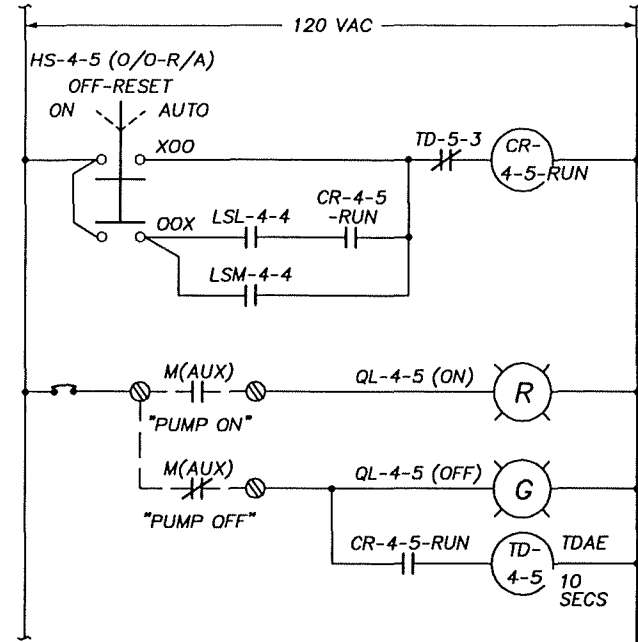 120 VAC
HS-4-5 (O/O-R/A)
OFF-RESET
ON
AUTO
XOO
TD-5-3
CR-
4-5-RUN
OOX
LSL-4-4
CR-4-5
-RUN
LSM-4-4
M(AUX)
"PUMP ON"
QL-4-5 (ON)
R
M(AUX)
"PUMP OFF"
QL-4-5 (OFF)
G
CR-4-5-RUN
TD-
4-5
TDAE
10
SECS